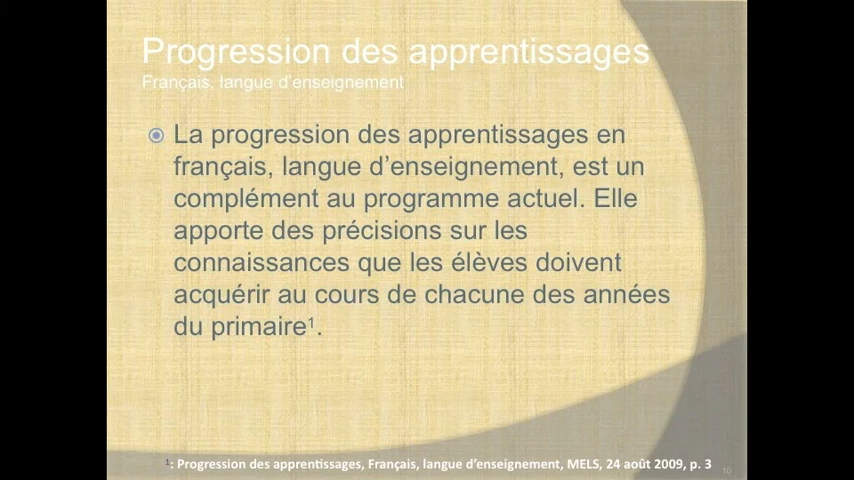 Progression des apprentissages
Français, langue d'enseignement
La progression des apprentissages en
français, langue d'enseignement, est un
complément au programme actuel. Elle
apporte des précisions sur les
connaissances que les élèves doivent
acquérir au cours de chacune des années
du primaire¹.
¹: Progression des apprentissages, Français, langue d'enseignement, MELS, 24 août 2009, p. 3
10